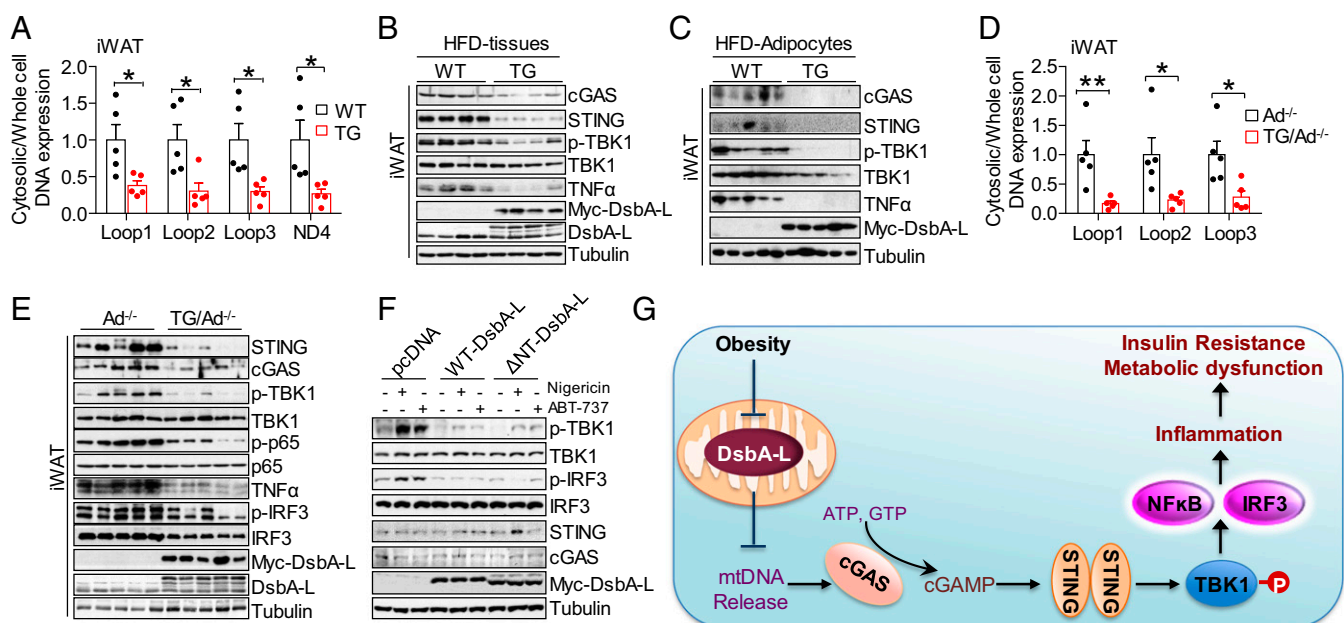 A
iWAT
Cytosolic/Whole cell
DNA expression
2.0
1.5
1.0
0.5
0.0
*
*
*
*
WT
TG
Loop1 Loop2 Loop3 ND4
B
HFD-tissues
WT TG
iWAT
cGAS
STING
p-TBK1
TBK1
TNFα
Myc-DsbA-L
DsbA-L
Tubulin
C
HFD-Adipocytes
WT TG
iWAT
cGAS
STING
p-TBK1
TBK1
TNFα
Myc-DsbA-L
Tubulin
D
iWAT
Cytosolic/Whole cell
DNA expression
2.5
2.0
1.5
1.0
0.5
0.0
**
*
*
Ad-/-
TG/Ad-/-
Loop1 Loop2 Loop3
E
Ad-/- TG/Ad-/-
iWAT
STING
cGAS
p-TBK1
TBK1
p-p65
p65
TNFα
p-IRF3
IRF3
Myc-DsbA-L
DsbA-L
Tubulin
F
pcDNA
WT-DsbA-L
ΔNT-DsbA-L
- + - - + - - + - Nigericin
- - + - - + - - + ABT-737
p-TBK1
TBK1
p-IRF3
IRF3
STING
cGAS
Myc-DsbA-L
Tubulin
G
Obesity
DsbA-L
mtDNA
Release
ATP, GTP
cGAS
cGAMP
STING
STING
TBK1
P
NFκB
IRF3
Inflammation
Insulin Resistance
Metabolic dysfunction